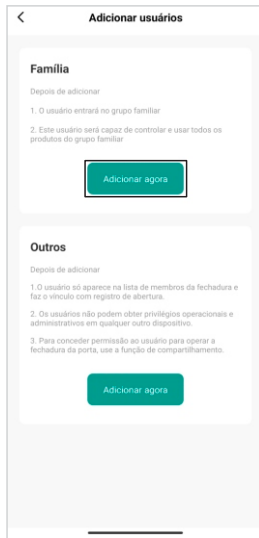 Adicionar usuários
Família
Depois de adicionar
1. O usuário entrará no grupo familiar
2. Este usuário será capaz de controlar e usar todos os
produtos do grupo familiar
Adicionar agora
Outros
Depois de adicionar
1.O usuário só aparece na lista de membros da fechadura e
faz o vínculo com registro de abertura.
2. Os usuários não podem obter privilégios operacionais e
administrativos em qualquer outro dispositivo.
3. Para conceder permissão ao usuário para operar a
fechadura da porta, use a função de compartilhamento.
Adicionar agora